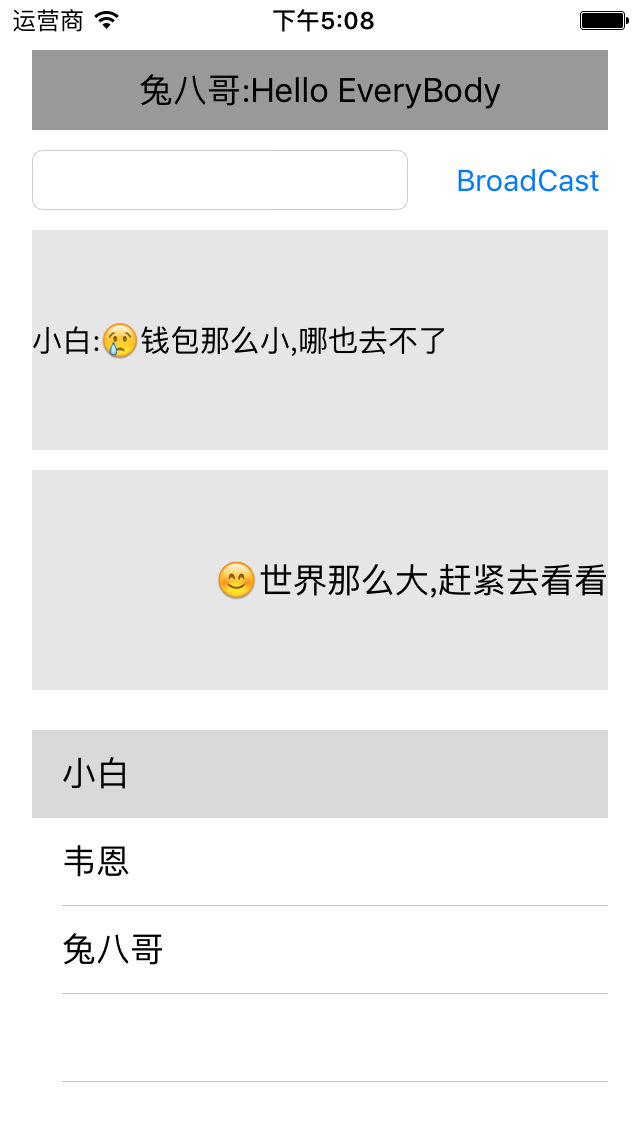 运营商 下午5:08
兔八哥:Hello EveryBody
BroadCast
小白:😢钱包那么小,哪也去不了
😊世界那么大,赶紧去看看
小白
韦恩
兔八哥